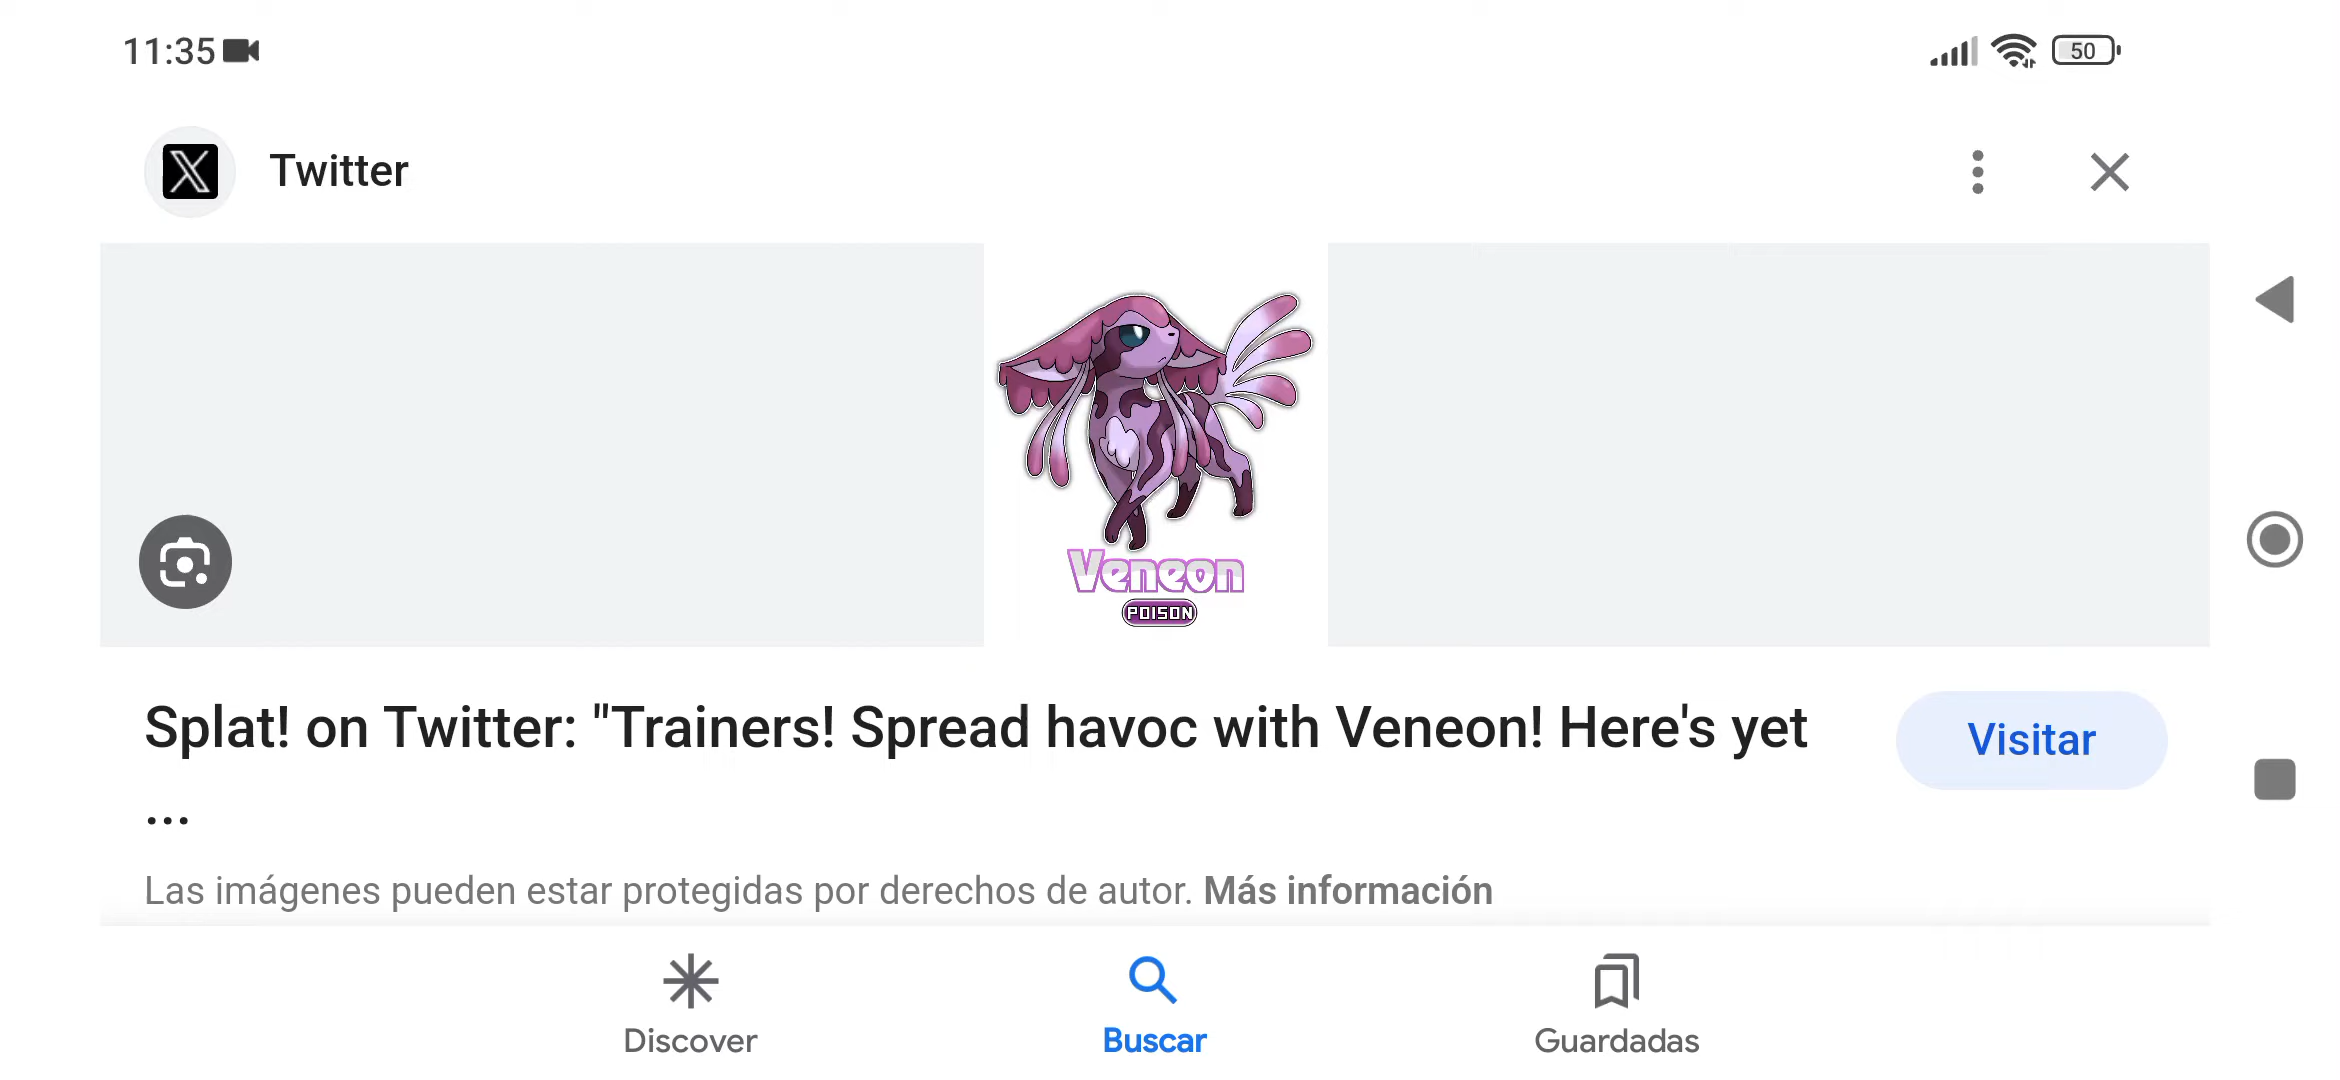 11:35
50
Twitter
Veneon
POISON
Splat! on Twitter: "Trainers! Spread havoc with Veneon! Here's yet
...
Visitar
Las imágenes pueden estar protegidas por derechos de autor. Más información
Discover
Buscar
Guardadas